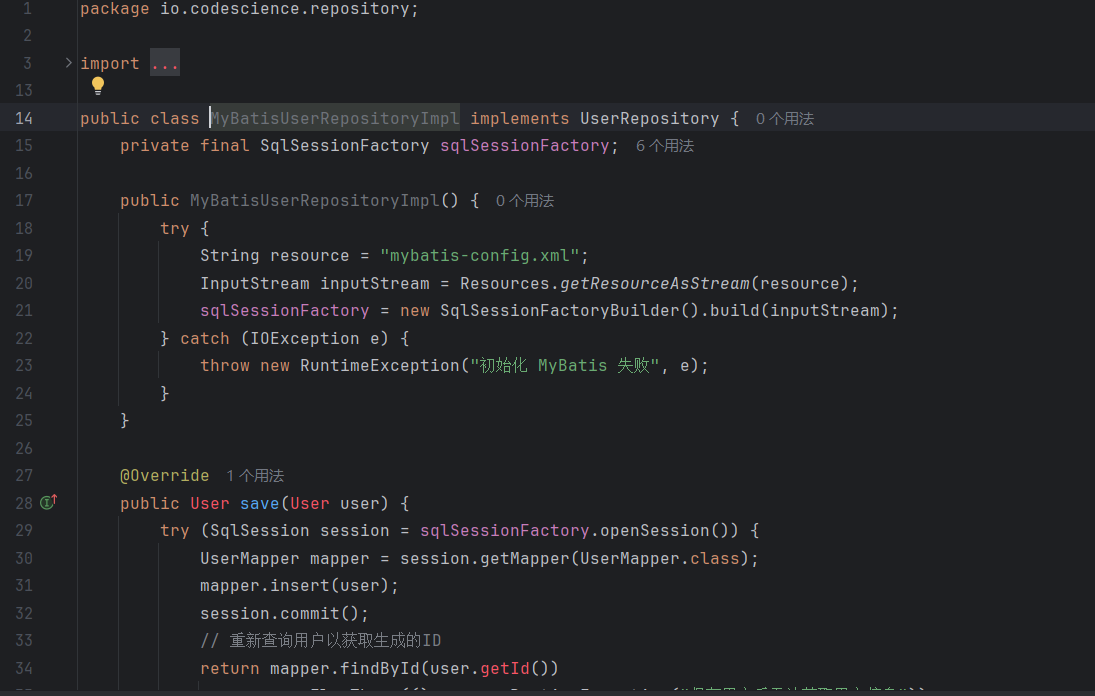 1 package io.codescience.repository;
2
3 import ...
13
14 public class MyBatisUserRepositoryImpl implements UserRepository { 0个用法
15 private final SqlSessionFactory sqlSessionFactory; 6个用法
16
17 public MyBatisUserRepositoryImpl() { 0个用法
18 try {
19 String resource = "mybatis-config.xml";
20 InputStream inputStream = Resources.getResourceAsStream(resource);
21 sqlSessionFactory = new SqlSessionFactoryBuilder().build(inputStream);
22 } catch (IOException e) {
23 throw new RuntimeException("初始化 MyBatis 失败", e);
24 }
25 }
26
27 @Override 1个用法
28 public User save(User user) {
29 try (SqlSession session = sqlSessionFactory.openSession()) {
30 UserMapper mapper = session.getMapper(UserMapper.class);
31 mapper.insert(user);
32 session.commit();
33 // 重新查询用户以获取生成的ID
34 return mapper.findById(user.getId())